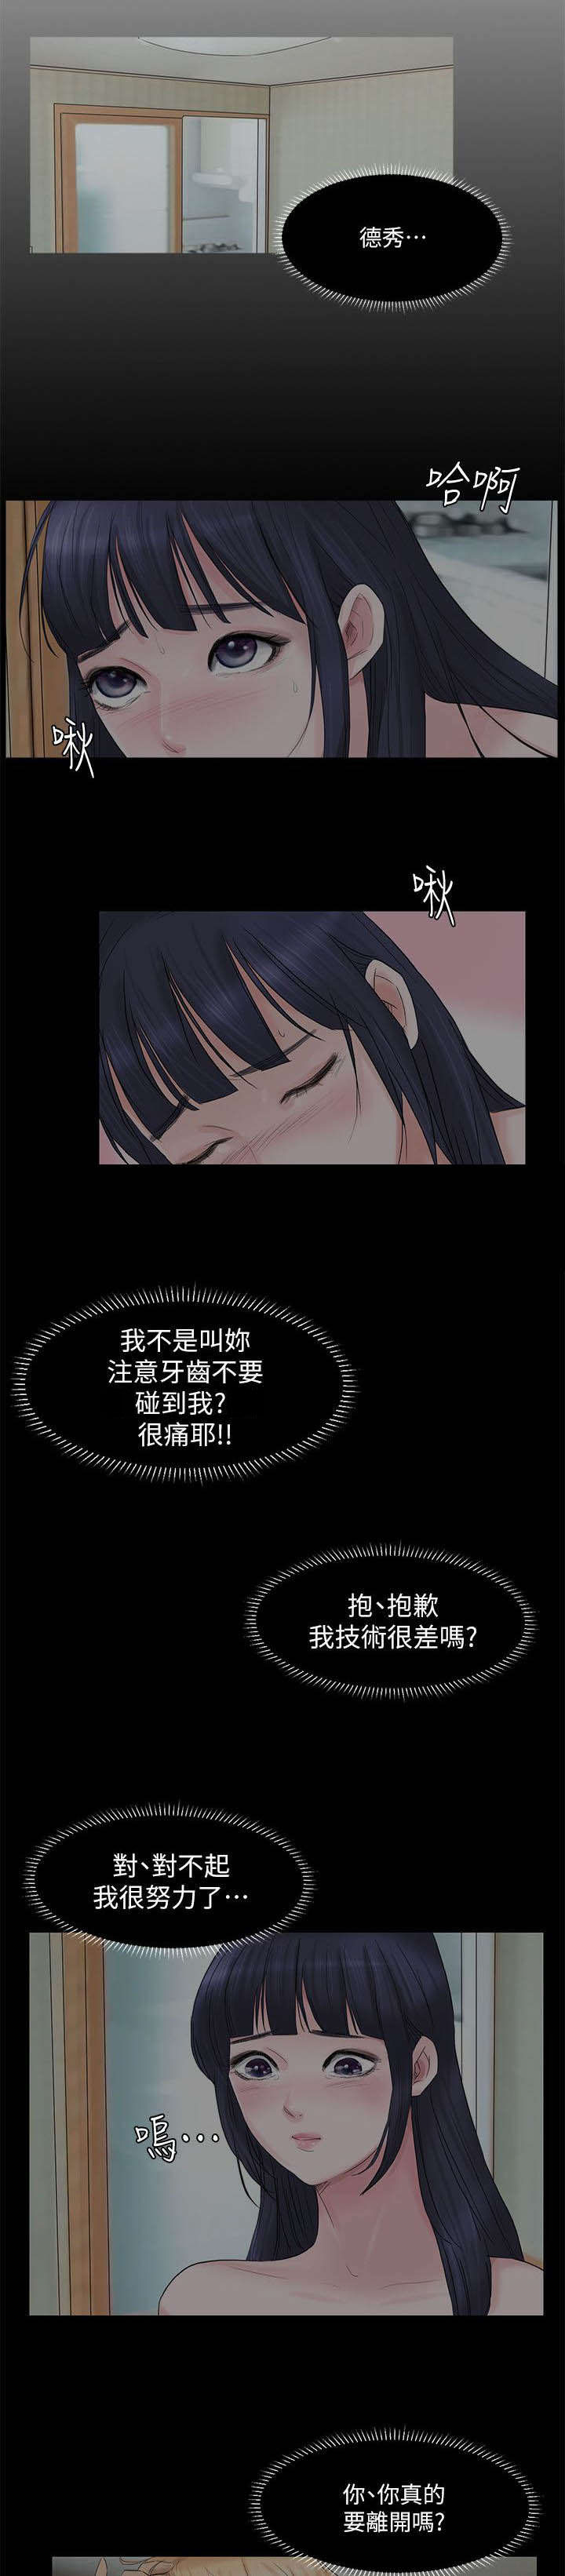 德秀…
哈啊
啾
啾
我不是叫妳
注意牙齒不要
碰到我?
很痛耶!!
抱、抱歉
我技術很差嗎?
對、對不起
我很努力了…
嗚…
你、你真的
要離開嗎?